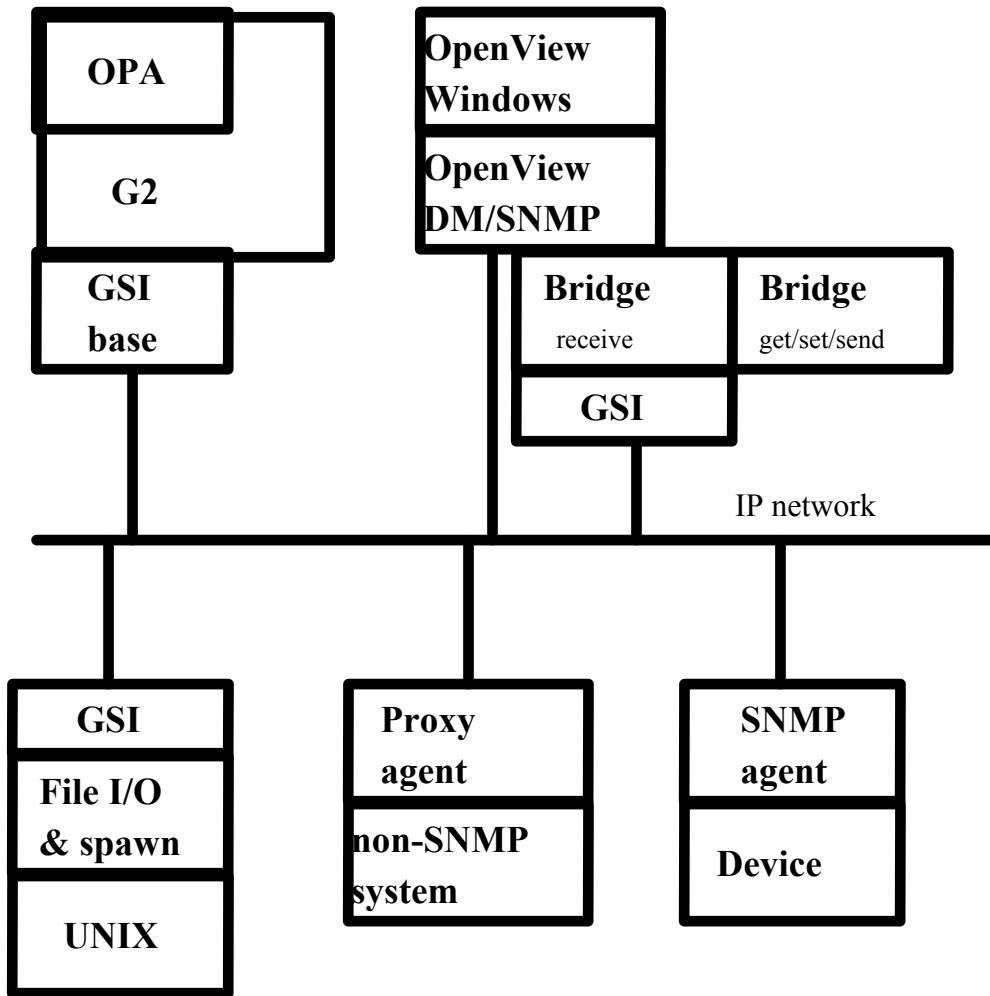 OPA
G2
GSI
base
OpenView
Windows
OpenView
DM/SNMP
Bridge
receive
Bridge
get/set/send
GSI
IP network
GSI
File I/O
& spawn
UNIX
Proxy
agent
non-SNMP
system
SNMP
agent
Device